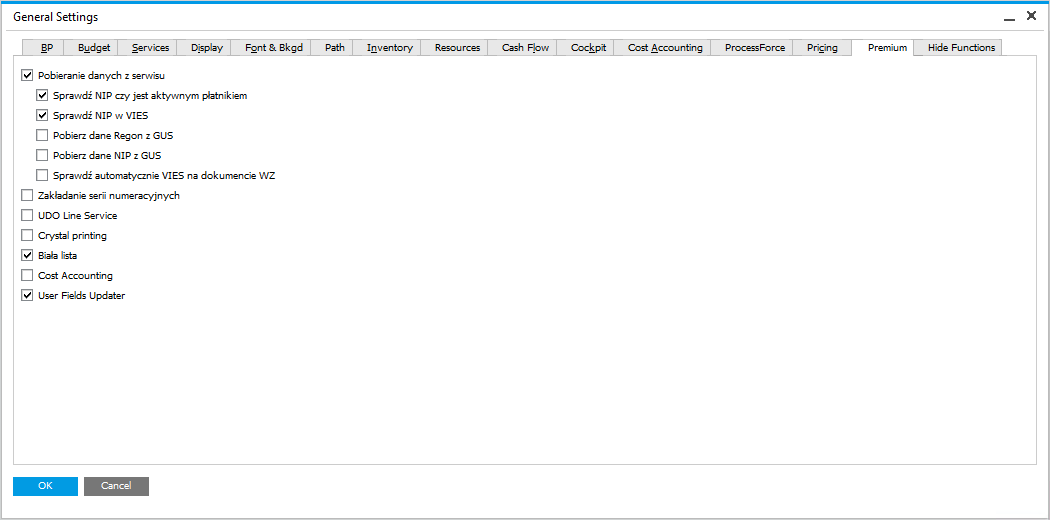 General Settings
BP Budget Services Display Font & Bkgd Path Inventory Resources Cash Flow Cockpit Cost Accounting ProcessForce Pricing Premium Hide Functions
Pobieranie danych z serwisu
Sprawdź NIP czy jest aktywnym płatnikiem
Sprawdź NIP w VIES
Pobierz dane Regon z GUS
Pobierz dane NIP z GUS
Sprawdź automatycznie VIES na dokumencie WZ
Zakładanie serii numeracyjnych
UDO Line Service
Crystal printing
Biała lista
Cost Accounting
User Fields Updater
OK Cancel